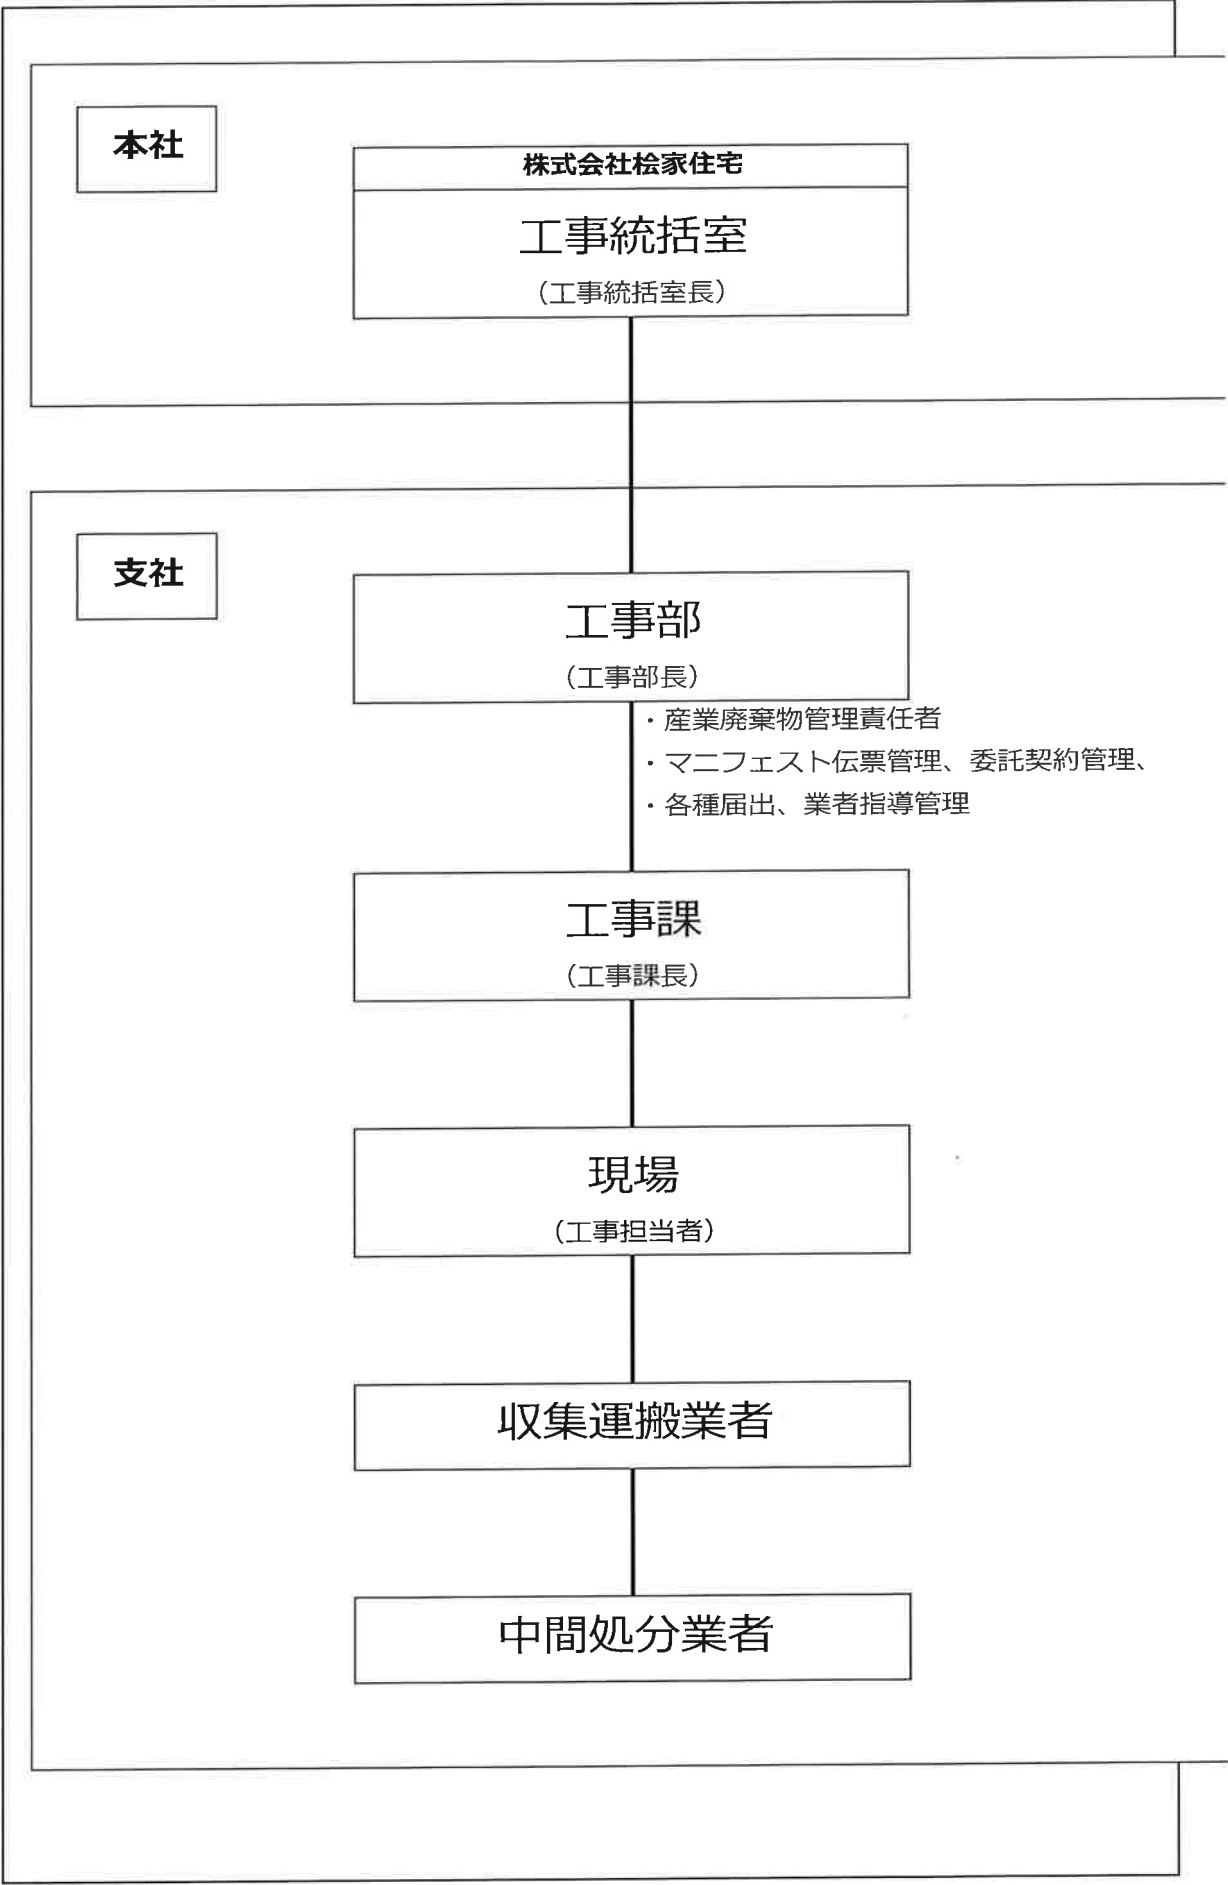 本社
株式会社桧家住宅
工事統括室
（工事統括室長）
支社
工事部
（工事部長）
・産業廃棄物管理責任者
・マニフェスト伝票管理、委託契約管理、
・各種届出、業者指導管理
工事課
（工事課長）
現場
（工事担当者）
収集運搬業者
中間処分業者